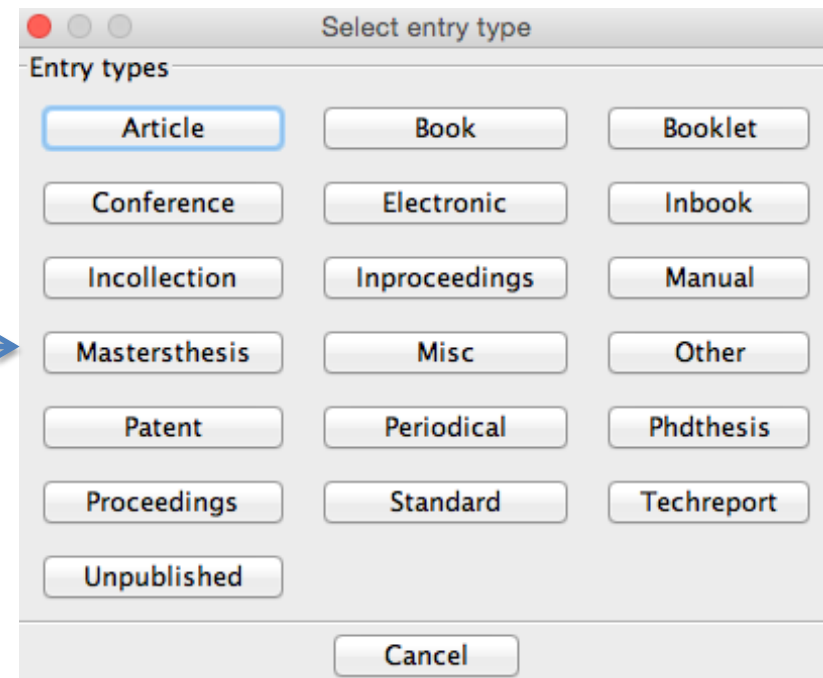 Select entry type
Entry types
Article Book Booklet
Conference Electronic Inbook
Incollection Inproceedings Manual
Mastersthesis Misc Other
Patent Periodical Phdthesis
Proceedings Standard Techreport
Unpublished
Cancel